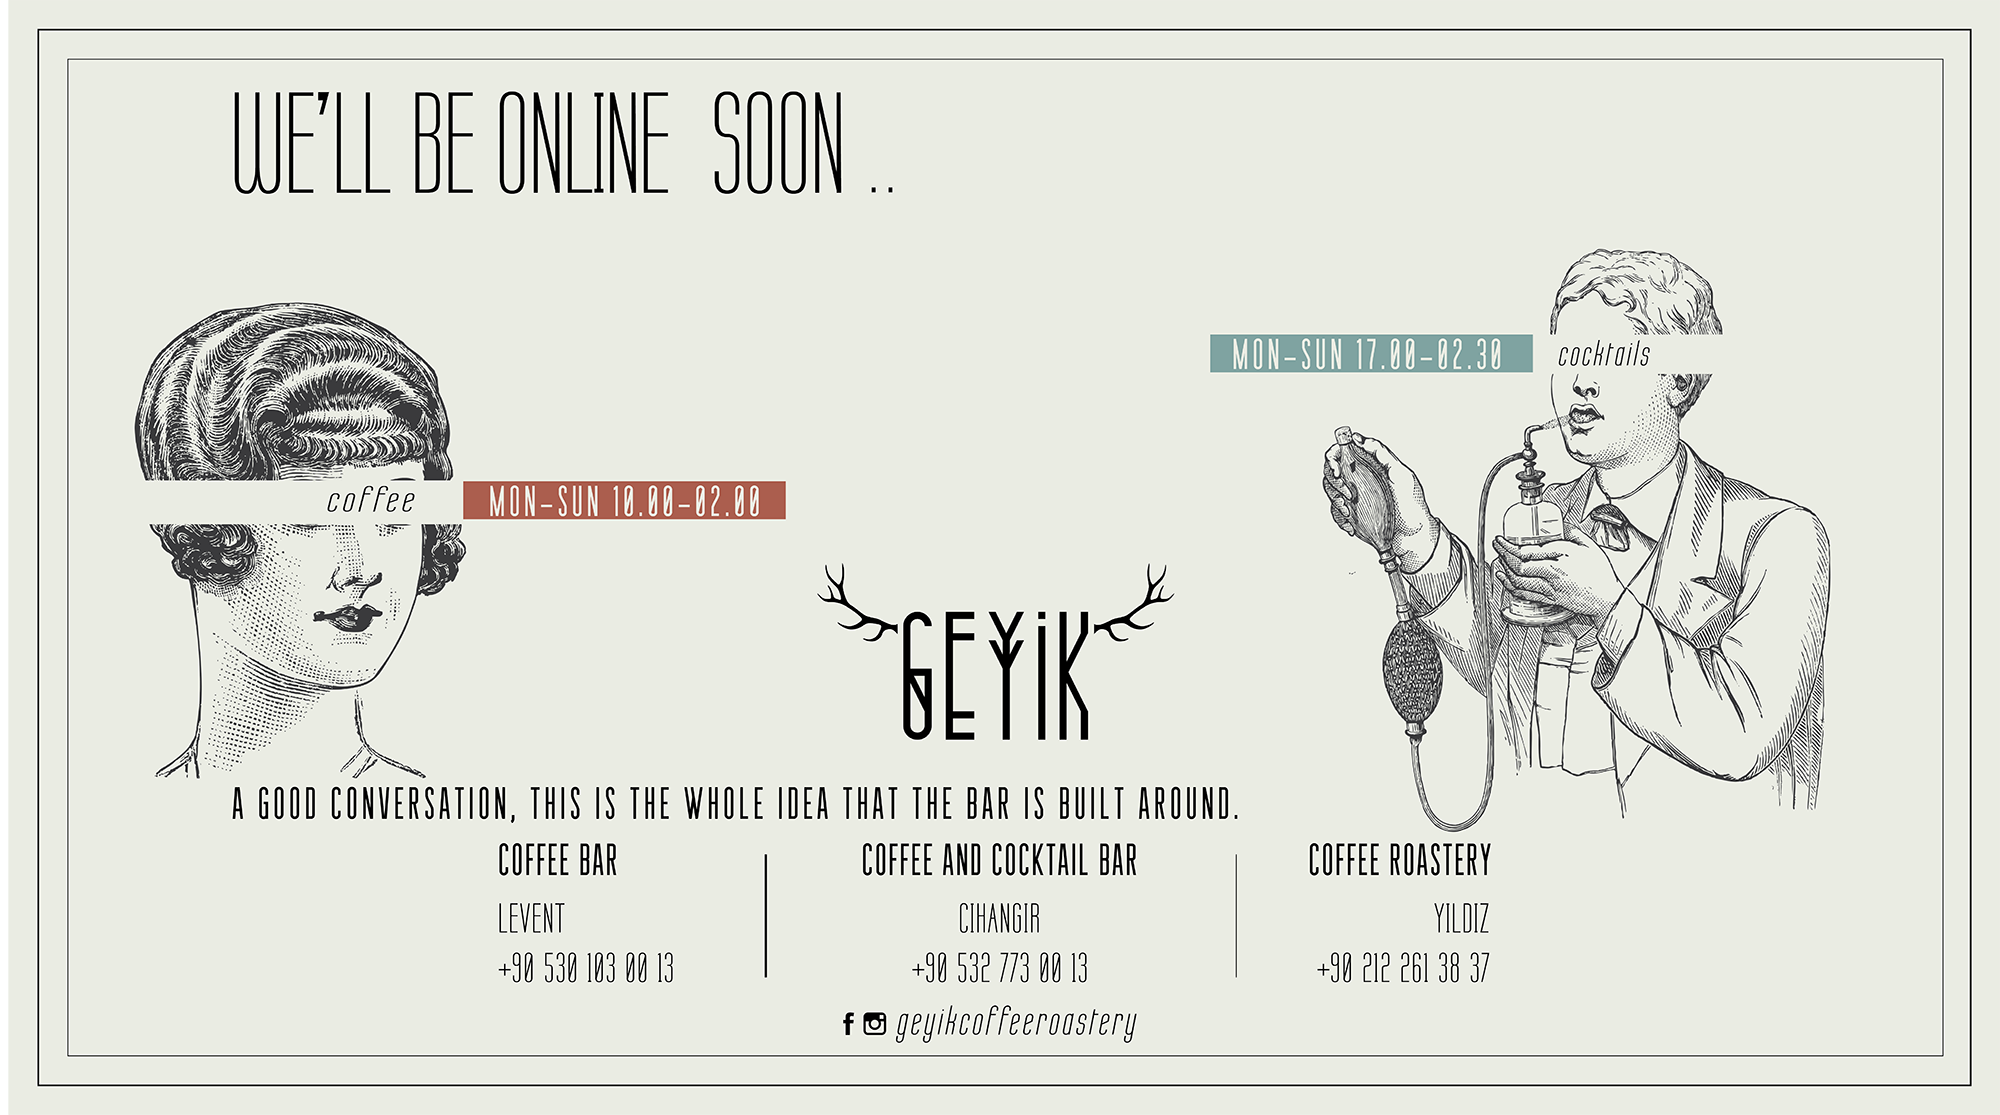 WE'LL BE ONLINE SOON ..
MON-SUN 17.00-02.30 cocktails
coffee MON-SUN 10.00-02.00
GEYiK
A GOOD CONVERSATION, THIS IS THE WHOLE IDEA THAT THE BAR IS BUILT AROUND.
COFFEE BAR
LEVENT
+90 530 103 00 13
COFFEE AND COCKTAIL BAR
CIHANGIR
+90 532 773 00 13
COFFEE ROASTERY
YILDIZ
+90 212 261 38 37
f geyikcoffeeroastery